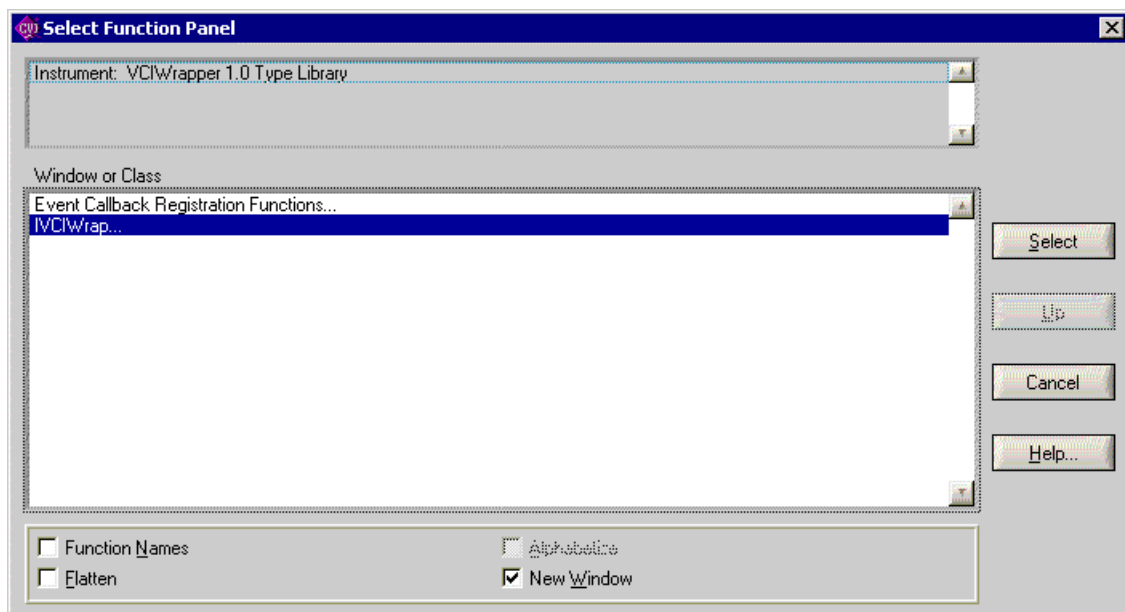 CVI Select Function Panel
Instrument: VCIWrapper 1.0 Type Library
Window or Class
Event Callback Registration Functions...
IVCIWrap...
Select
Up
Cancel
Help...
Function Names
Alphabetize
Flatten
New Window